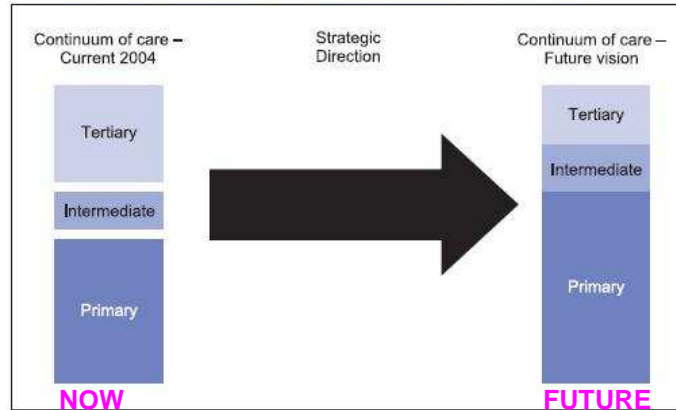 Continuum of care –
Current 2004
Strategic
Direction
Continuum of care –
Future vision
Tertiary
Intermediate
Primary
NOW
Tertiary
Intermediate
Primary
FUTURE